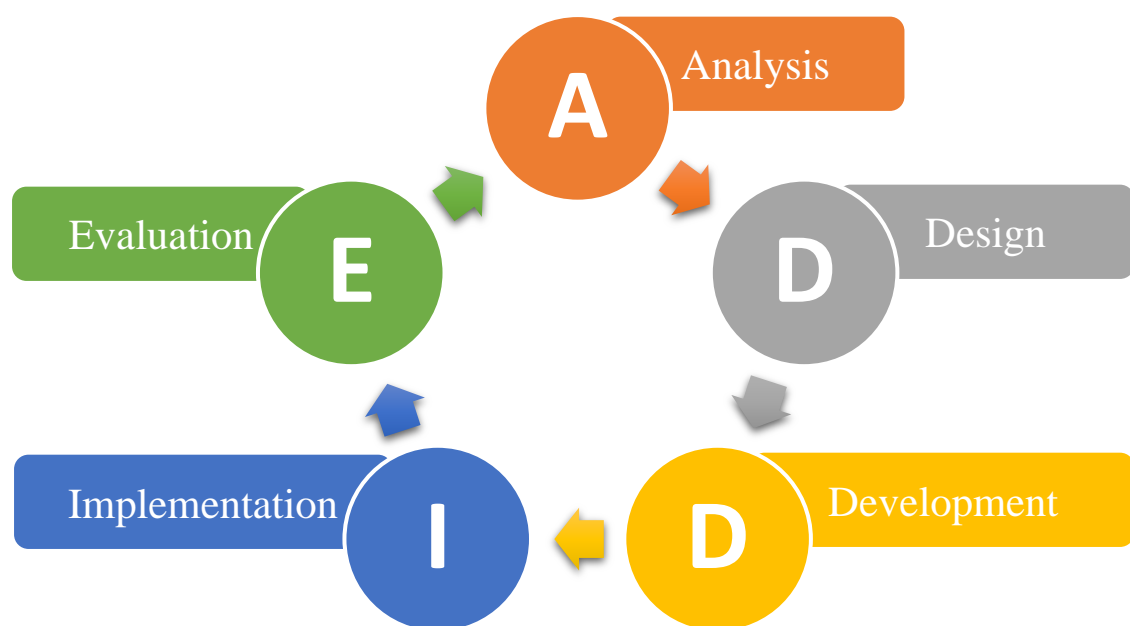 A
Analysis
D
Design
D
Development
I
Implementation
E
Evaluation